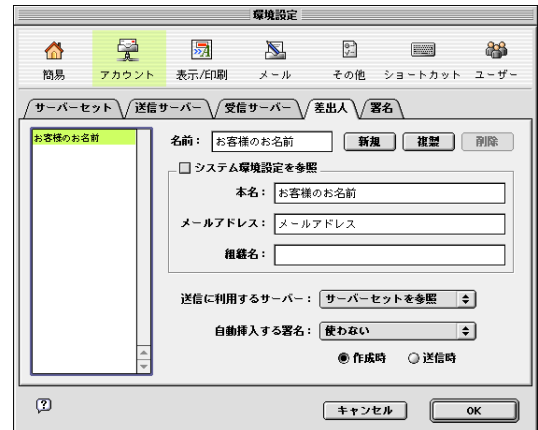 環境設定
簡易 アカウント 表示/印刷 メール その他 ショートカット ユーザー
サーバーセット 送信サーバー 受信サーバー 差出人 署名
お客様のお名前
名前： お客様のお名前 新規 複製 削除
システム環境設定を参照
本名： お客様のお名前
メールアドレス： メールアドレス
組織名：
送信に利用するサーバー： サーバーセットを参照
自動挿入する署名： 使わない
作成時 送信時
? キャンセル OK